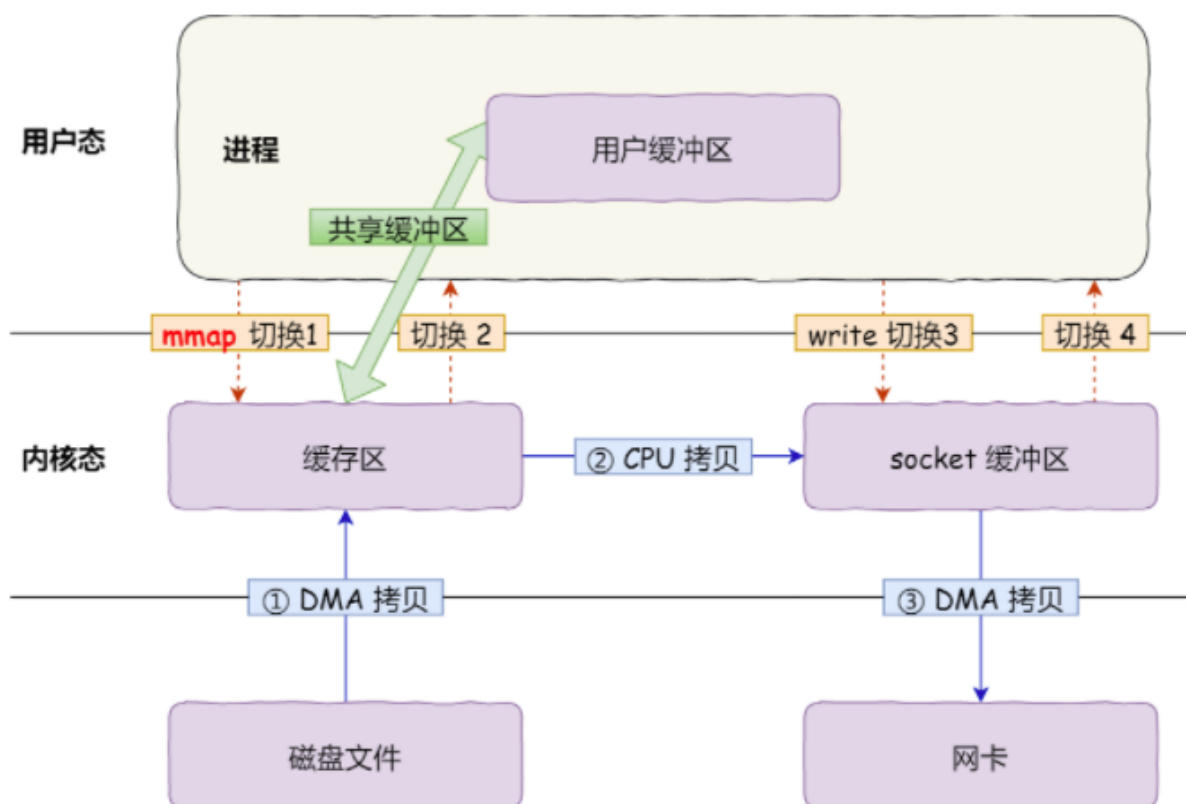 用户态
进程
用户缓冲区
共享缓冲区
mmap 切换1
切换 2
write 切换3
切换 4
内核态
缓存区
② CPU 拷贝
socket 缓冲区
① DMA 拷贝
③ DMA 拷贝
磁盘文件
网卡